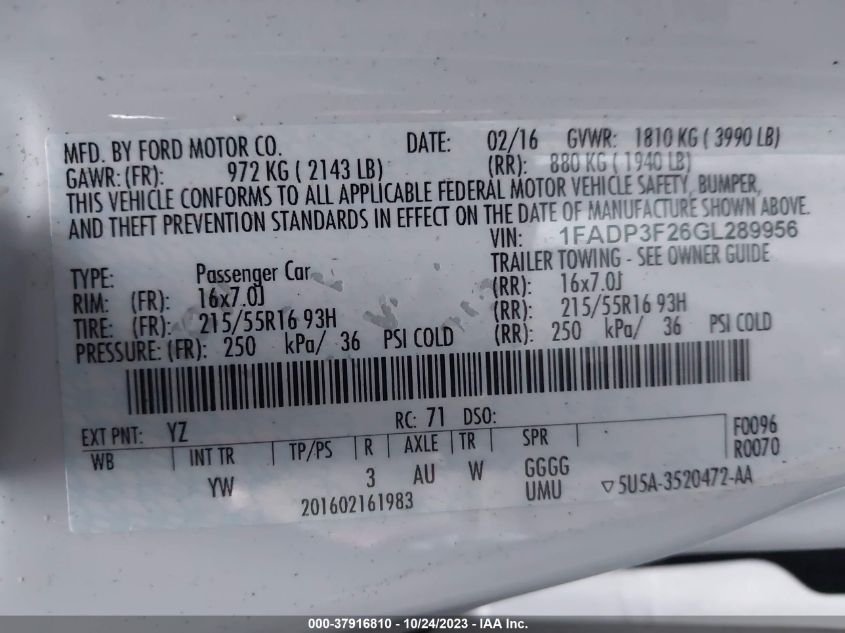 MFD. BY FORD MOTOR CO. DATE: 02/16 GVWR: 1810 KG ( 3990 LB)
GAWR: (FR): 972 KG ( 2143 LB) (RR): 880 KG ( 1940 LB)
THIS VEHICLE CONFORMS TO ALL APPLICABLE FEDERAL MOTOR VEHICLE SAFETY, BUMPER,
AND THEFT PREVENTION STANDARDS IN EFFECT ON THE DATE OF MANUFACTURE SHOWN ABOVE.
VIN: 1FADP3F26GL289956
TYPE: Passenger Car TRAILER TOWING - SEE OWNER GUIDE
RIM: (FR): 16x7.0J (RR): 16x7.0J
TIRE: (FR): 215/55R16 93H (RR): 215/55R16 93H
PRESSURE: (FR): 250 kPa/ 36 PSI COLD (RR): 250 kPa/ 36 PSI COLD
EXT PNT: YZ RC: 71 DSO:
WB INT TR TP/PS R AXLE TR SPR F0096
R0070
YW 3 AU W GGGG
UMU
201602161983 ▽5U5A-3520472-AA
000-37916810 - 10/24/2023 - IAA Inc.